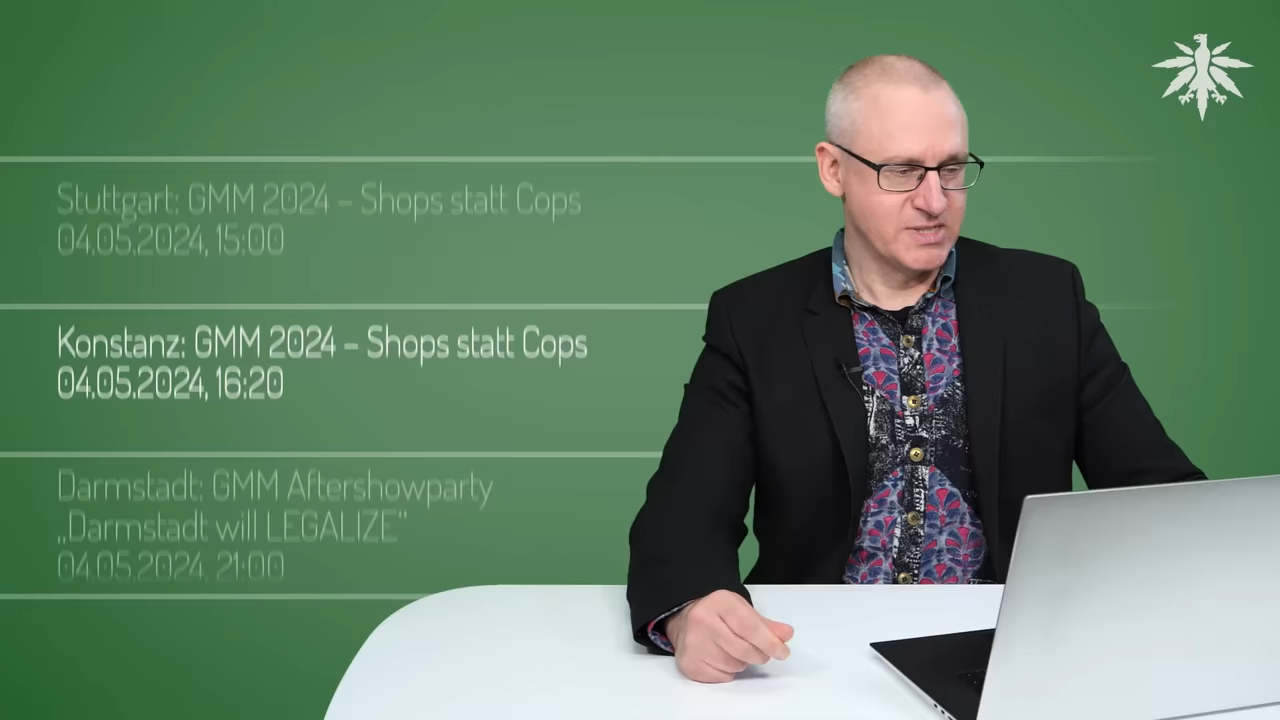 Stuttgart: GMM 2024 – Shops statt Cops
04.05.2024, 15:00
Konstanz: GMM 2024 – Shops statt Cops
04.05.2024, 16:20
Darmstadt: GMM Aftershowparty
„Darmstadt will LEGALIZE“
04.05.2024, 21:00